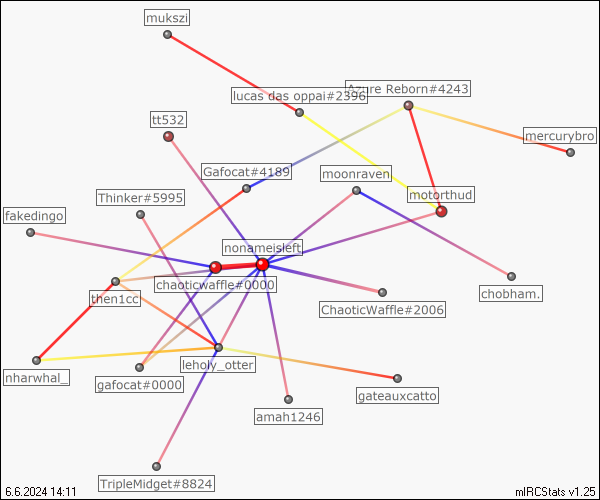 mukszi
Azure Reborn#4243
lucas das oppai#2396
tt532
mercurybro
Gafocat#4189
moonraven
Thinker#5995
motorthud
fakedingo
nonameisleft
chaoticwaffle#0000
then1cc
chobham.
ChaoticWaffle#2006
leholy_otter
nharwhal_
gafocat#0000
gateauxcatto
amah1246
TripleMidget#8824
6.6.2024 14:11
mIRCStats v1.25